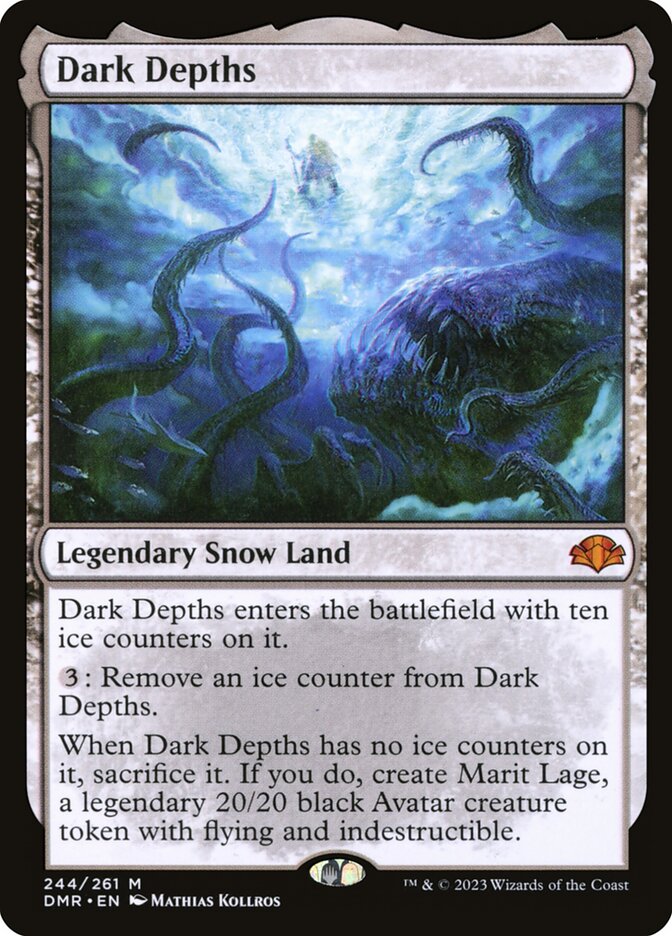 Dark Depths
Legendary Snow Land
Dark Depths enters the battlefield with ten
ice counters on it.
3: Remove an ice counter from Dark
Depths.
When Dark Depths has no ice counters on
it, sacrifice it. If you do, create Marit Lage,
a legendary 20/20 black Avatar creature
token with flying and indestructible.
244/261 M
DMR • EN Mathias Kollros
™ & © 2023 Wizards of the Coast